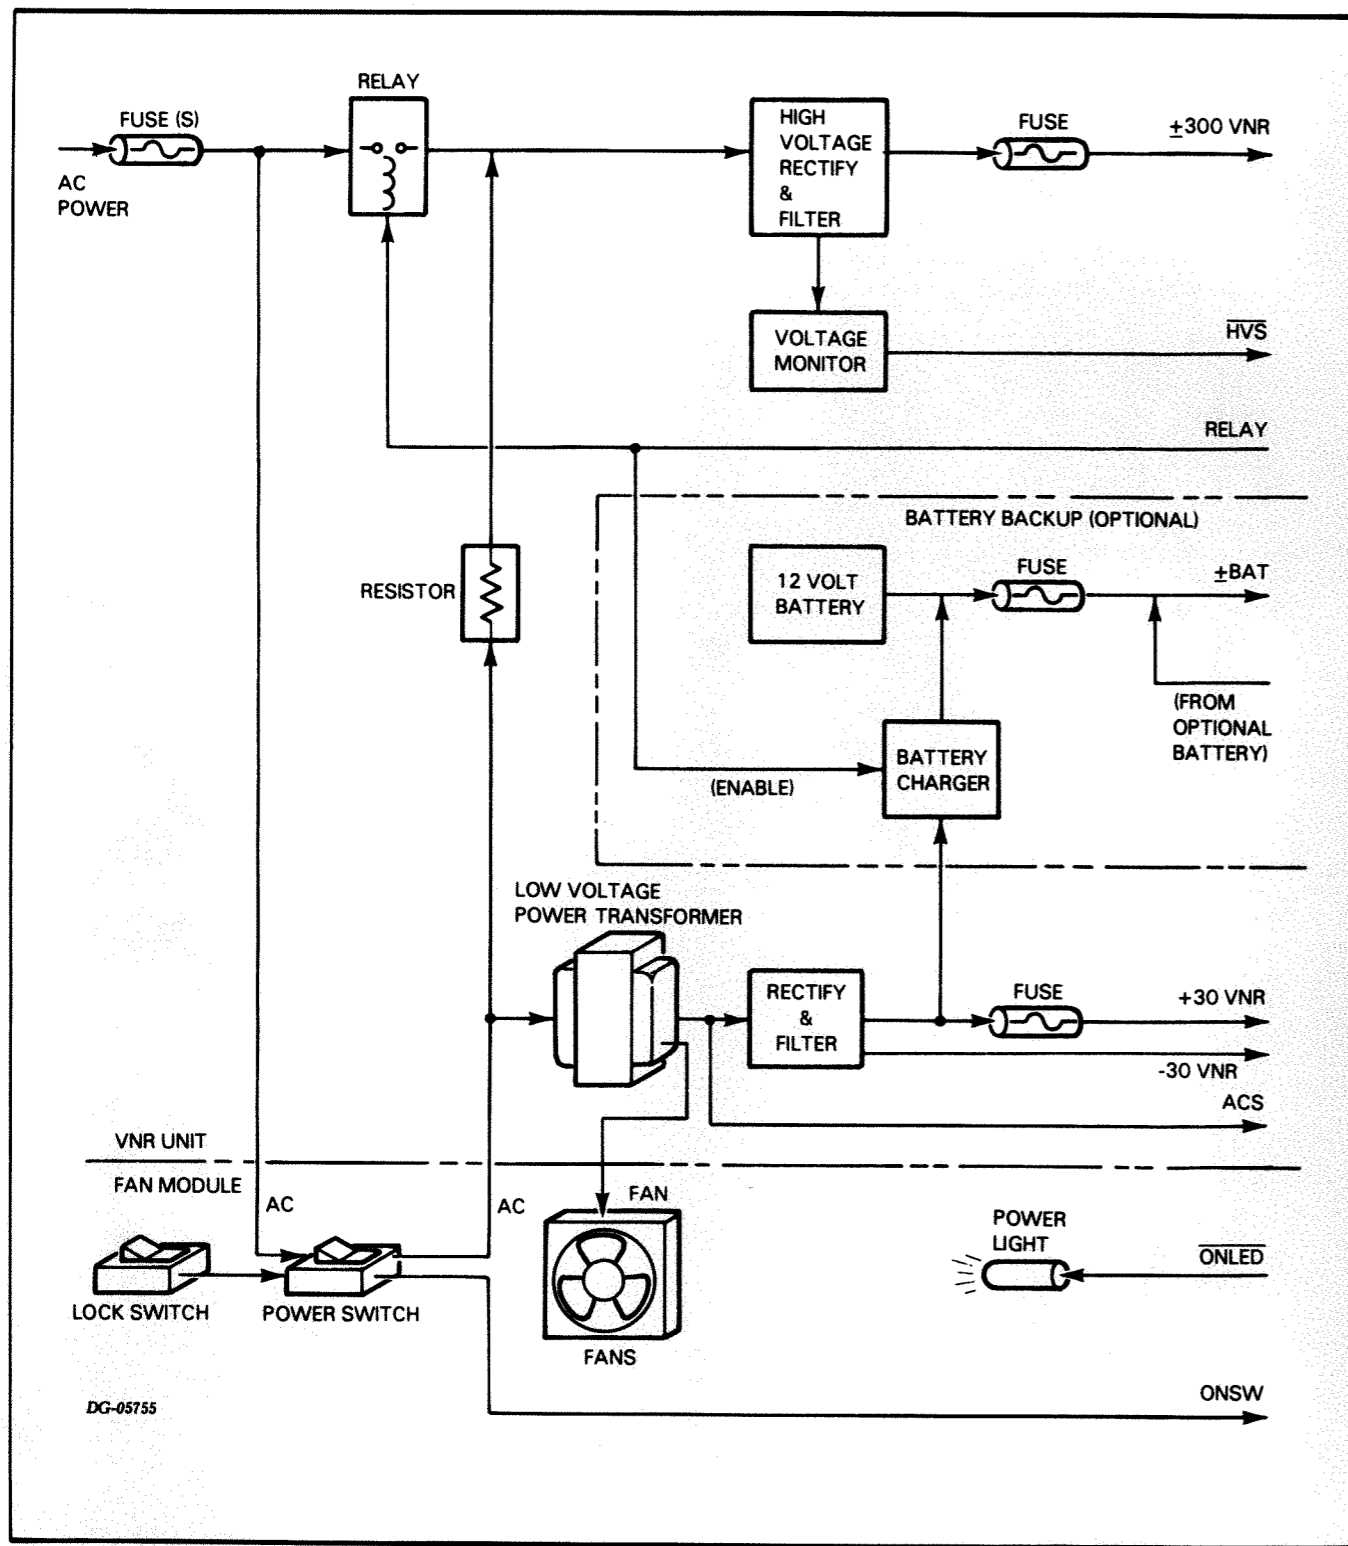 RELAY
FUSE (S)
AC
POWER
HIGH
VOLTAGE
RECTIFY
&
FILTER
FUSE
±300 VNR
VOLTAGE
MONITOR
H̅V̅S̅
RELAY
BATTERY BACKUP (OPTIONAL)
12 VOLT
BATTERY
FUSE
±BAT
RESISTOR
(FROM
OPTIONAL
BATTERY)
(ENABLE)
BATTERY
CHARGER
LOW VOLTAGE
POWER TRANSFORMER
RECTIFY
&
FILTER
FUSE
+30 VNR
-30 VNR
ACS
VNR UNIT
FAN MODULE
AC
AC
FAN
POWER
LIGHT
O̅N̅L̅E̅D̅
LOCK SWITCH
POWER SWITCH
FANS
ONSW
DG-05755